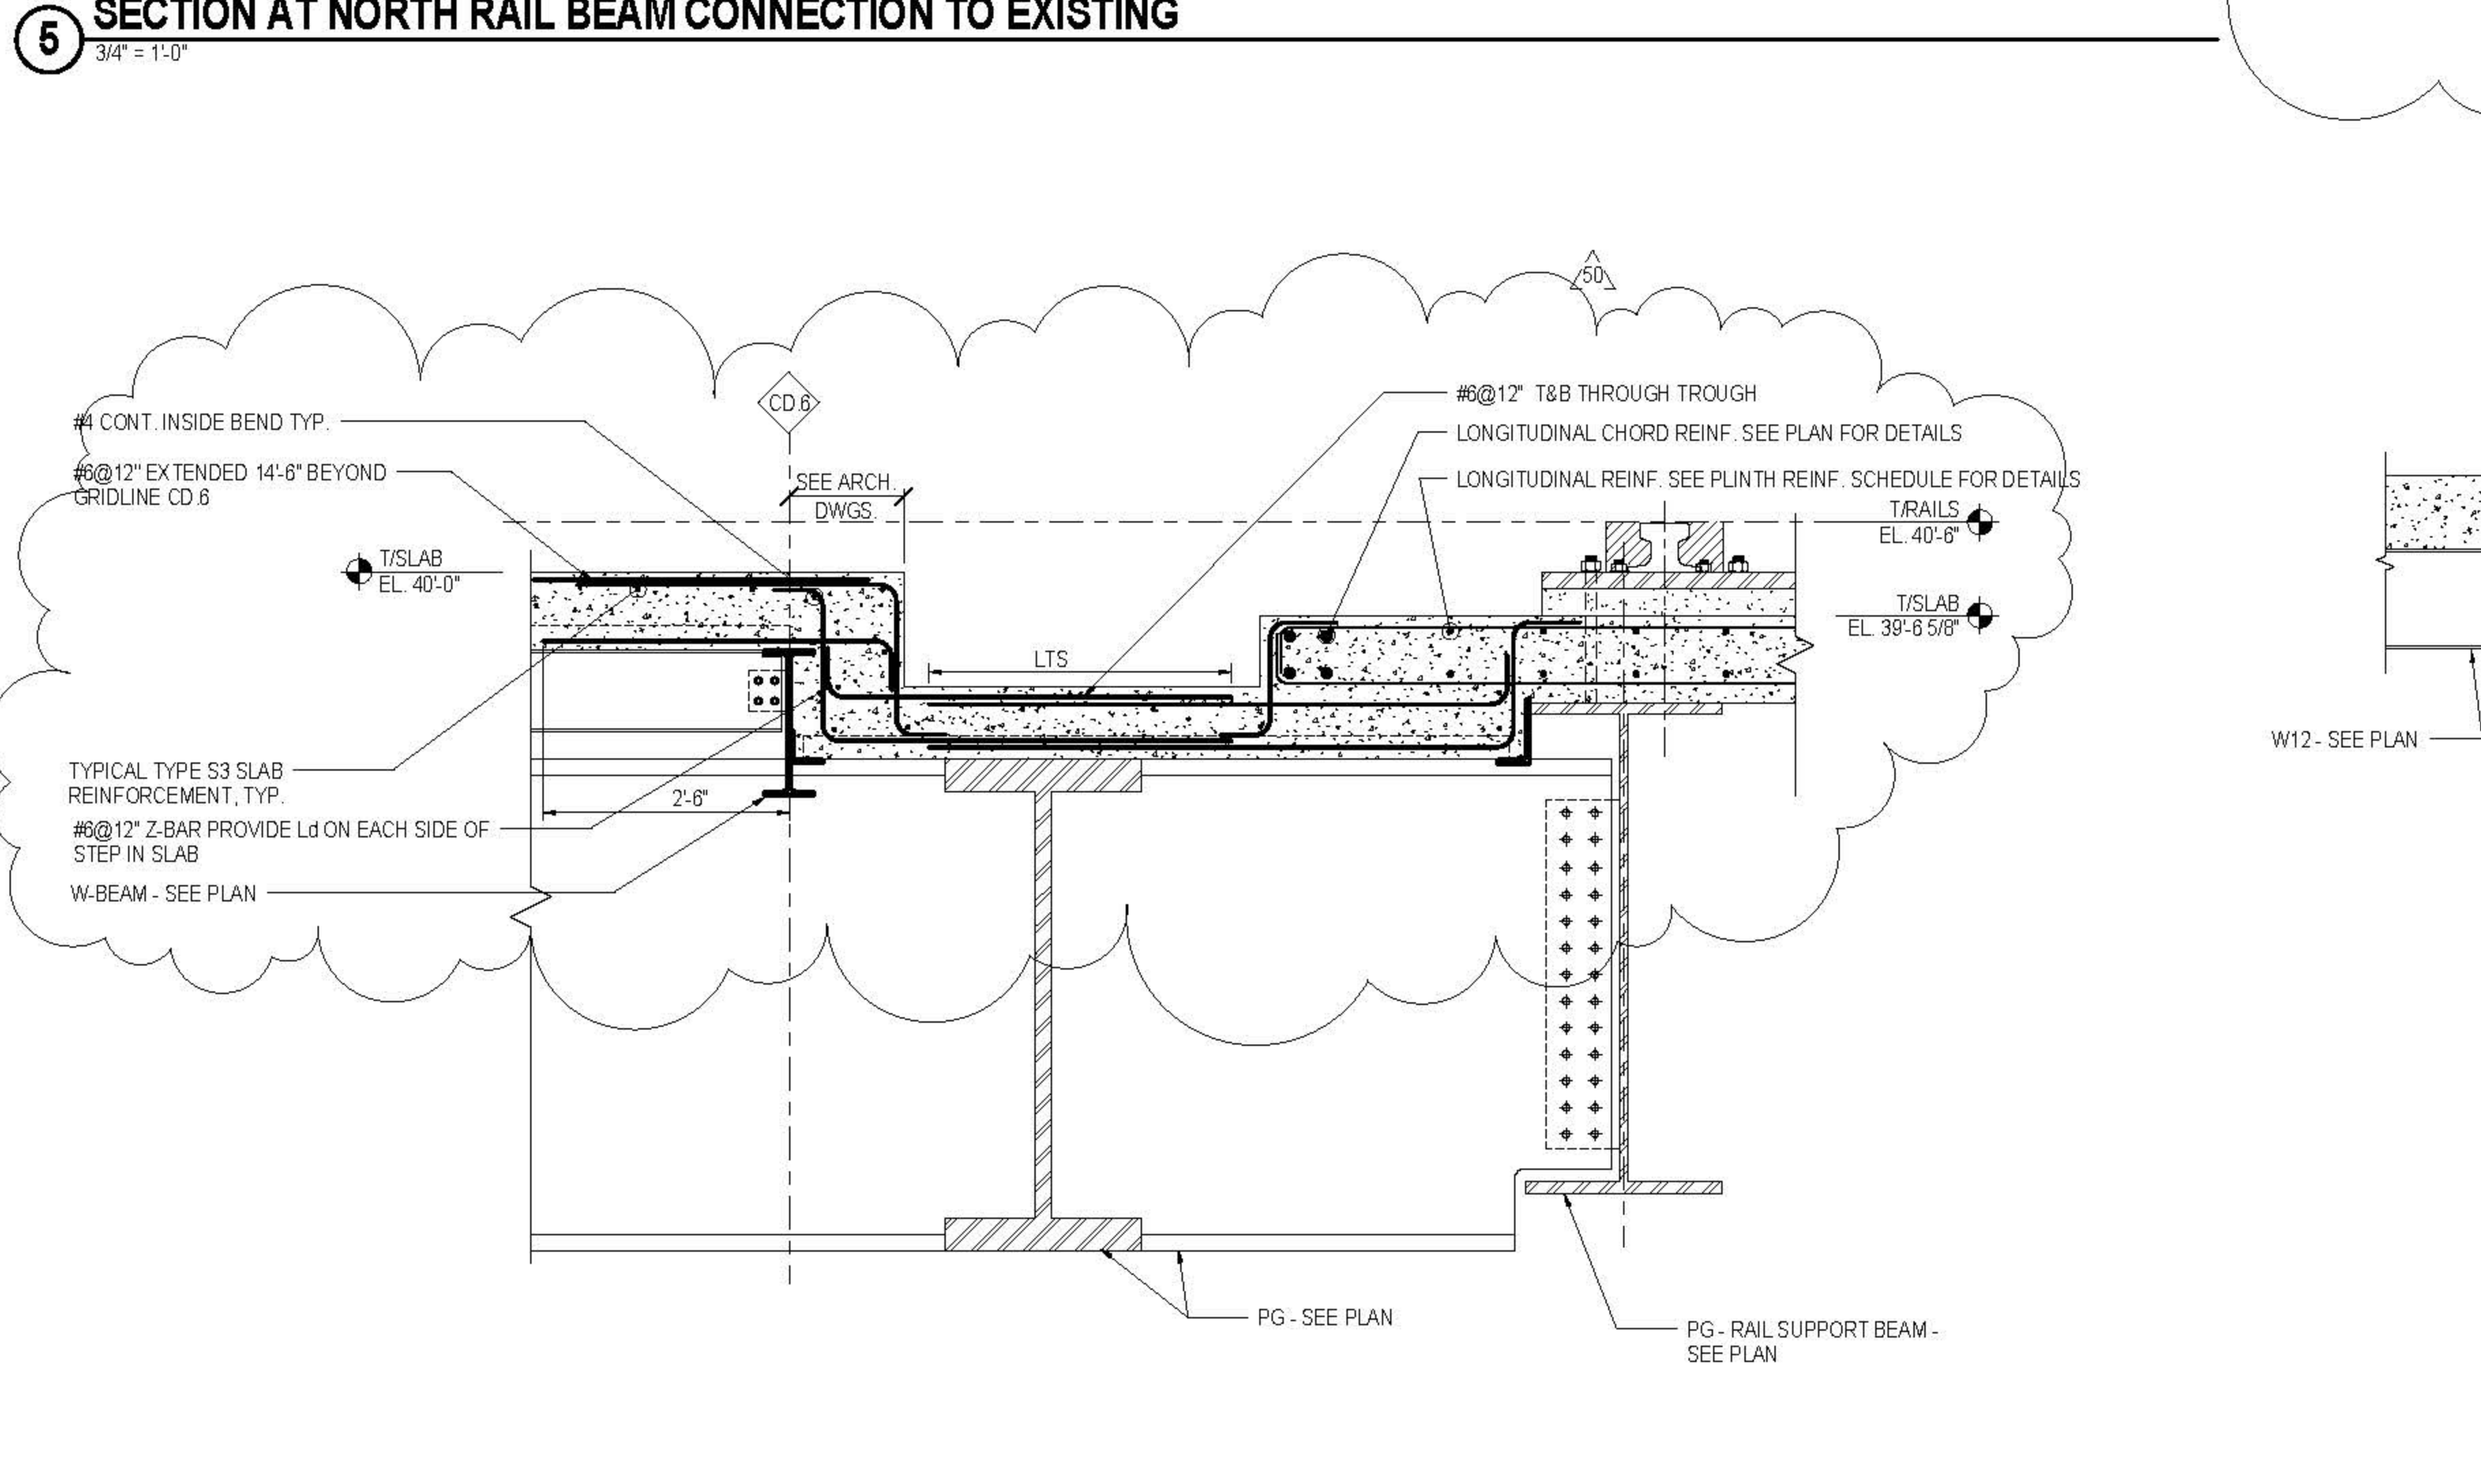 5
SECTION AT NORTH RAIL BEAM CONNECTION TO EXISTING
3/4" = 1'-0"
50
#4 CONT. INSIDE BEND TYP.
#6@12" EXTENDED 14'-6" BEYOND
GRIDLINE CD.6
CD.6
SEE ARCH.
DWGS.
#6@12" T&B THROUGH TROUGH
LONGITUDINAL CHORD REINF. SEE PLAN FOR DETAILS
LONGITUDINAL REINF. SEE PLINTH REINF. SCHEDULE FOR DETAILS
T/RAILS
EL. 40'-6"
T/SLAB
EL. 40'-0"
T/SLAB
EL. 39'-6 5/8"
LTS
TYPICAL TYPE S3 SLAB
REINFORCEMENT, TYP.
2'-6"
#6@12" Z-BAR PROVIDE Ld ON EACH SIDE OF
STEP IN SLAB
W-BEAM - SEE PLAN
W12 - SEE PLAN
PG - SEE PLAN
PG - RAIL SUPPORT BEAM -
SEE PLAN